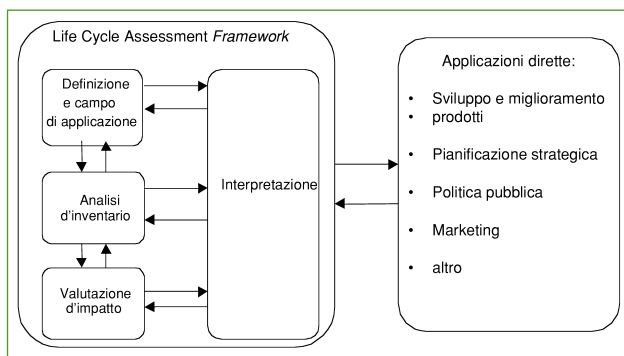 Life Cycle Assessment Framework
Definizione
e campo
di applicazione
Analisi
d'inventario
Valutazione
d'impatto
Interpretazione
Applicazioni dirette:
• Sviluppo e miglioramento
• prodotti
• Pianificazione strategica
• Politica pubblica
• Marketing
• altro